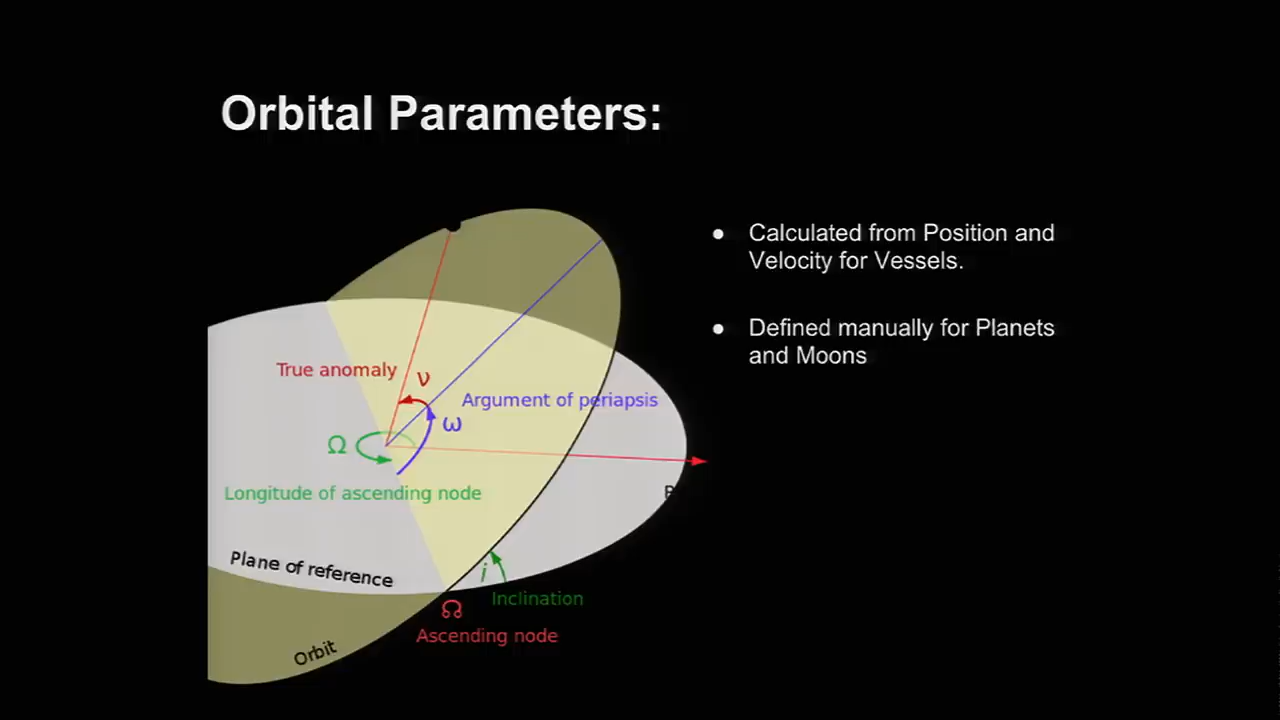 Orbital Parameters:
● Calculated from Position and
Velocity for Vessels.
● Defined manually for Planets
and Moons
True anomaly
ν
Argument of periapsis
ω
Ω
Longitude of ascending node
Plane of reference
i
Inclination
☊
Ascending node
Orbit